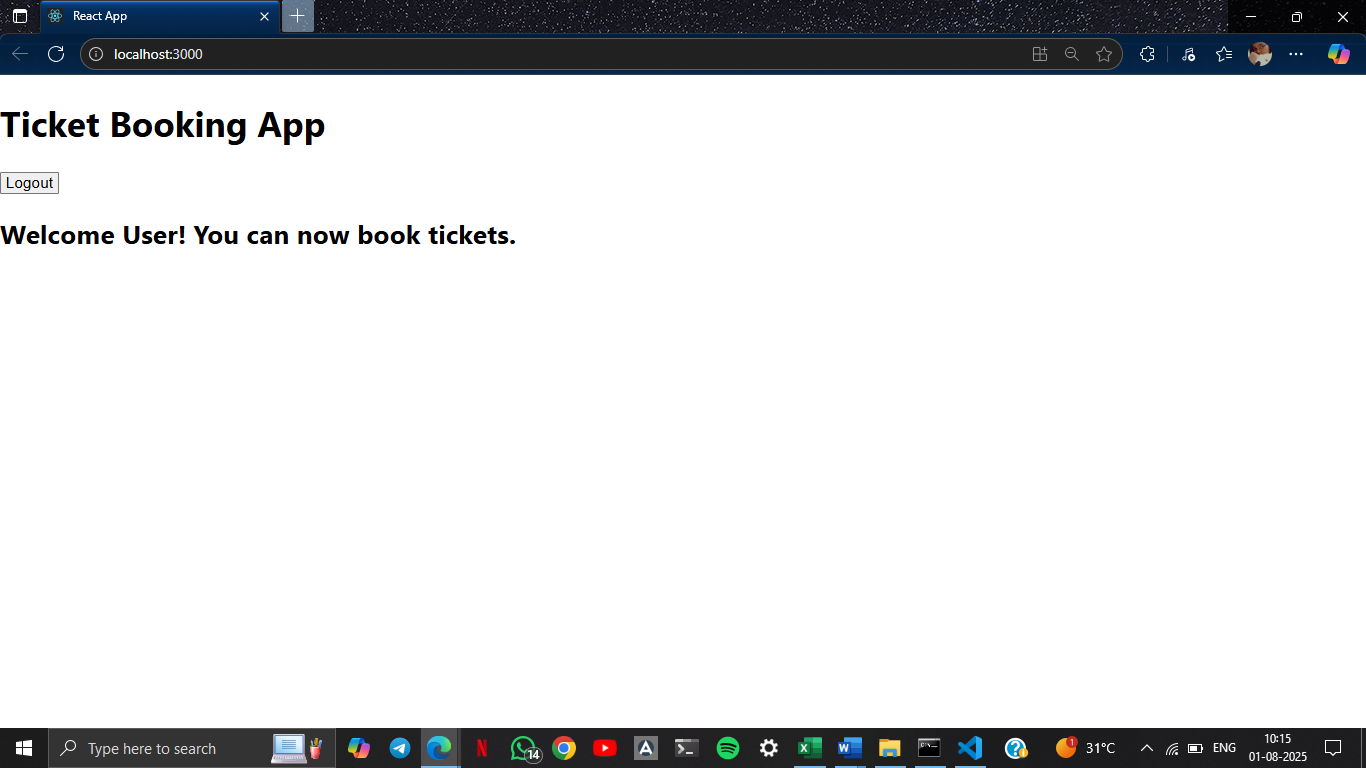 React App
localhost:3000
Ticket Booking App
Logout
Welcome User! You can now book tickets.
Type here to search
14
1
31°C
ENG
10:15
01-08-2025